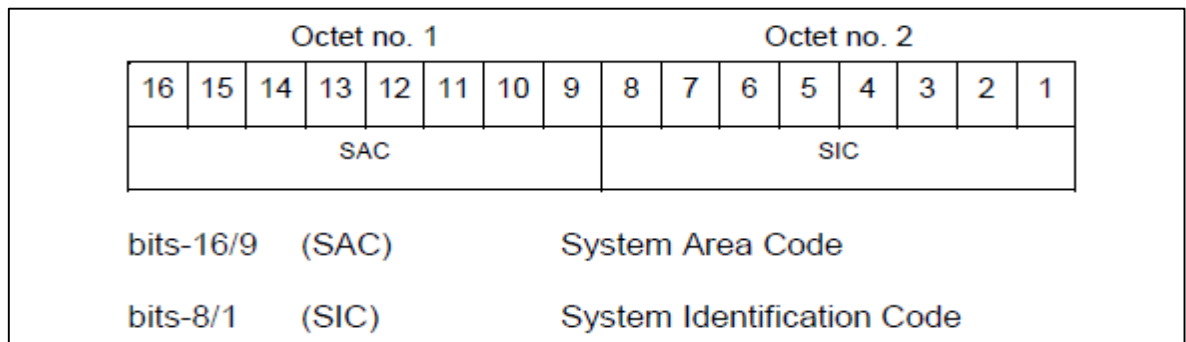 Octet no. 1 Octet no. 2
16 15 14 13 12 11 10 9 8 7 6 5 4 3 2 1
SAC SIC
bits-16/9 (SAC) System Area Code
bits-8/1 (SIC) System Identification Code